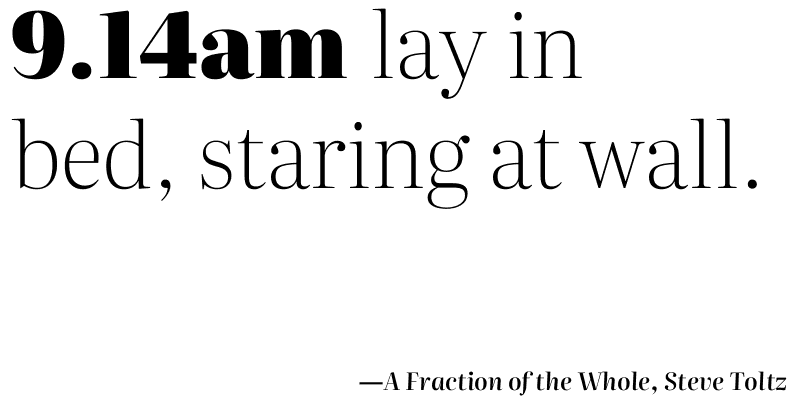 9.14am lay in
bed, staring at wall.
—A Fraction of the Whole, Steve Toltz